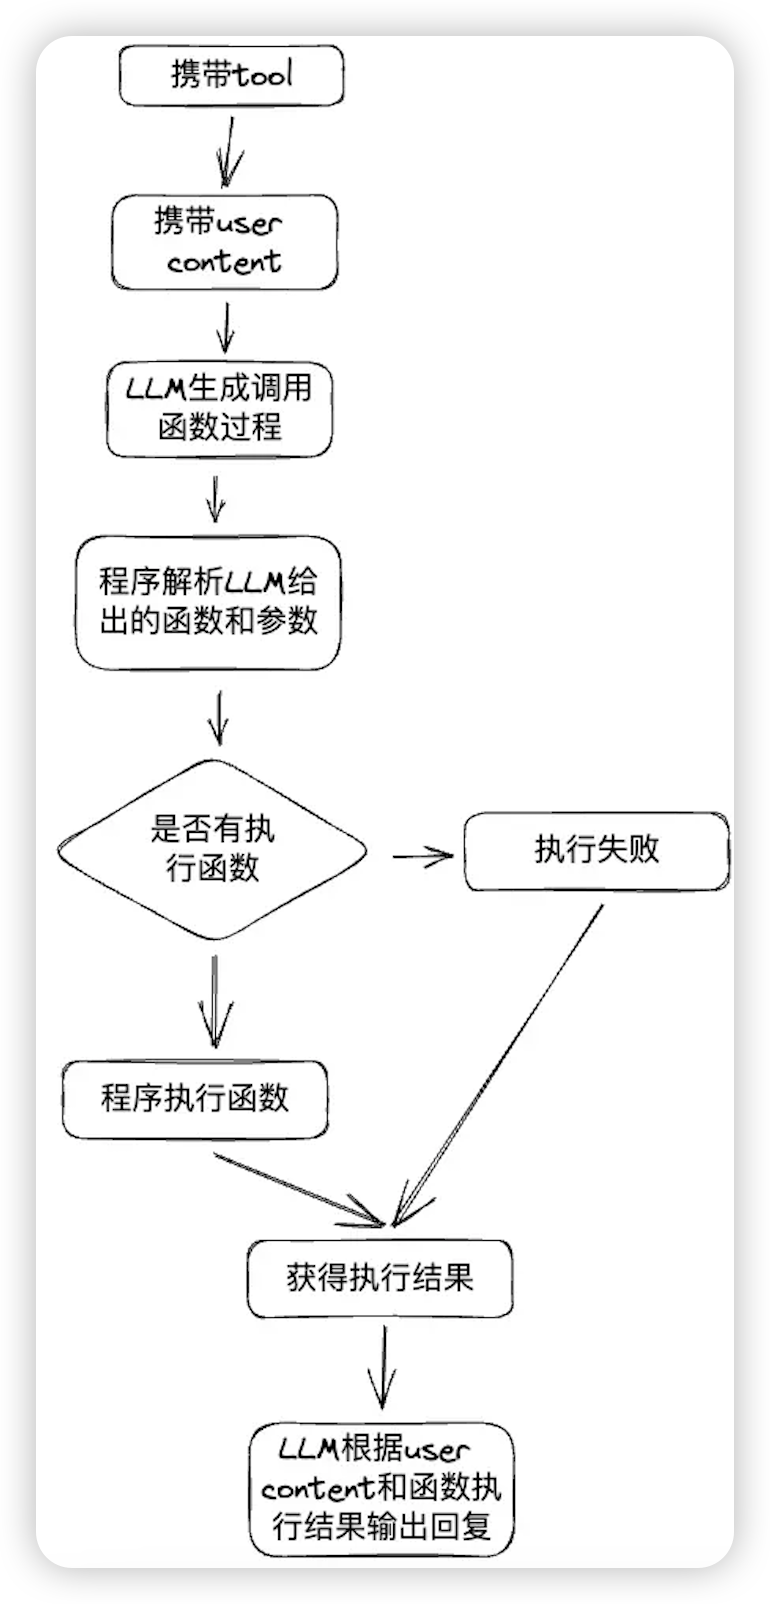 携带tool
携带user
content
LLM生成调用
函数过程
程序解析LLM给
出的函数和参数
是否有执
行函数
执行失败
程序执行函数
获得执行结果
LLM根据user
content和函数执
行结果输出回复